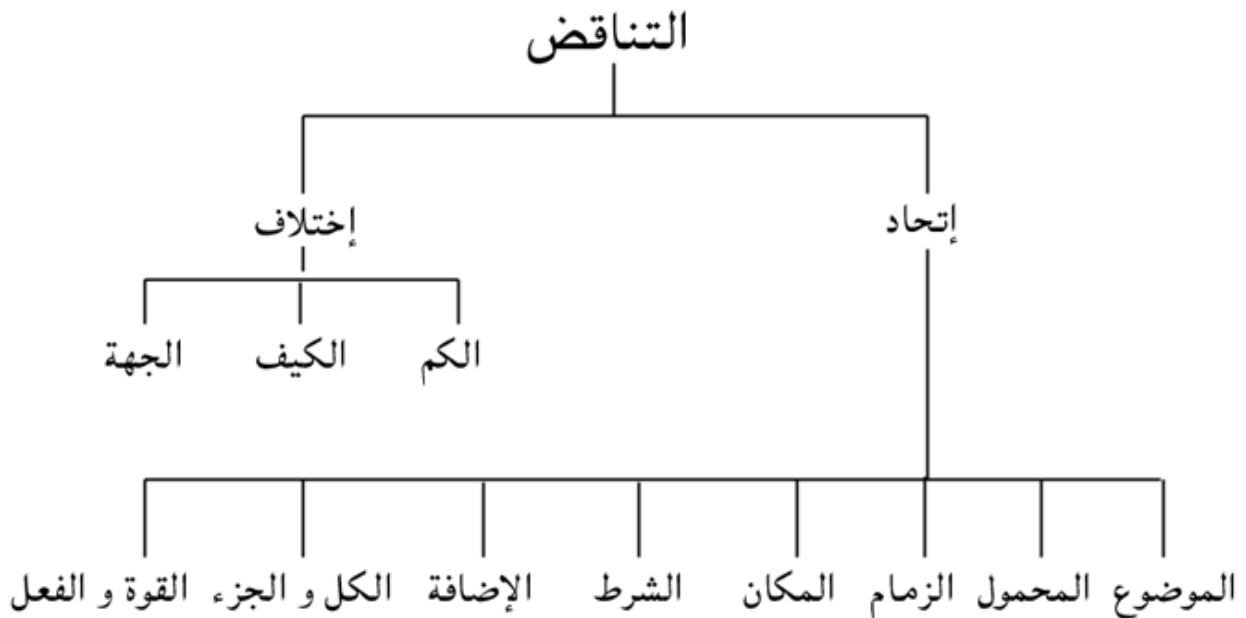 التناقض
إتحاد إختلاف
الكم الكيف الجهة
الموضوع المحمول الزمام المكان الشرط الإضافة الكل و الجزء القوة و الفعل